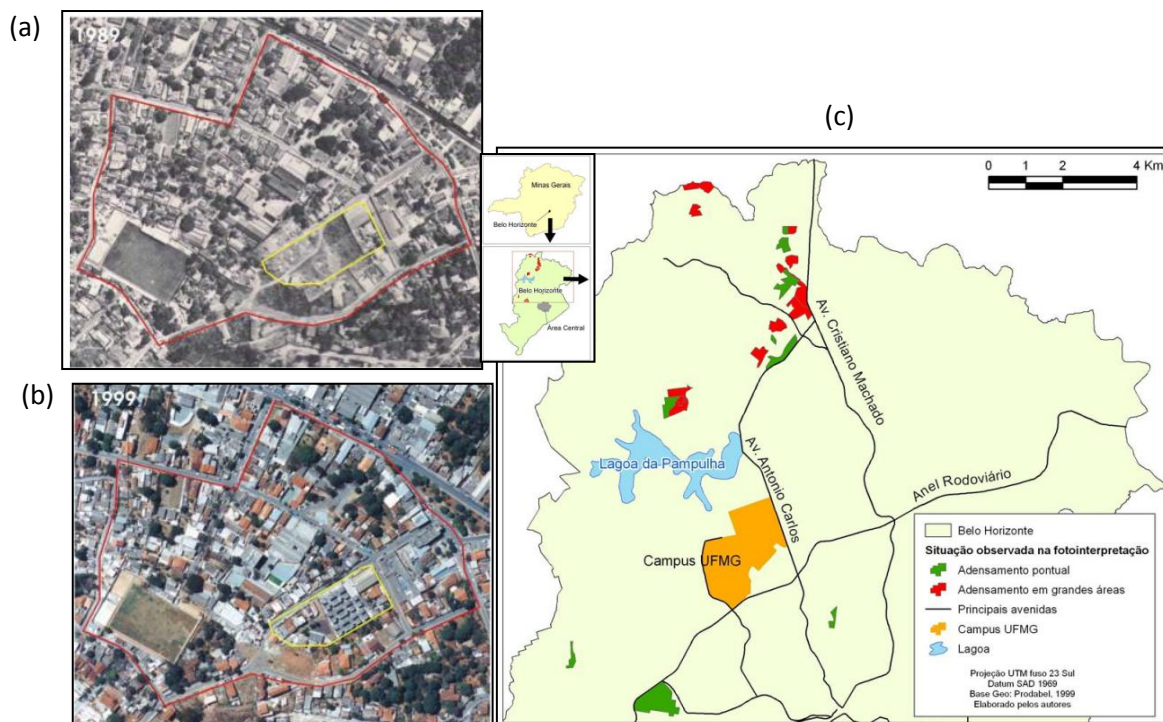 (a)
1989
(b)
1999
Minas Gerais
Belo Horizonte
Belo Horizonte
Área Central
(c)
0 1 2 4 Km
Av. Cristiano Machado
Lagoa da Pampulha
Av. Antonio Carlos
Anel Rodoviário
Campus UFMG
Belo Horizonte
Situação observada na fotointerpretação
Adensamento pontual
Adensamento em grandes áreas
Principais avenidas
Campus UFMG
Lagoa
Projeção UTM fuso 23 Sul
Datum SAD 1969
Base Geo: Prodabel, 1999
Elaborado pelos autores